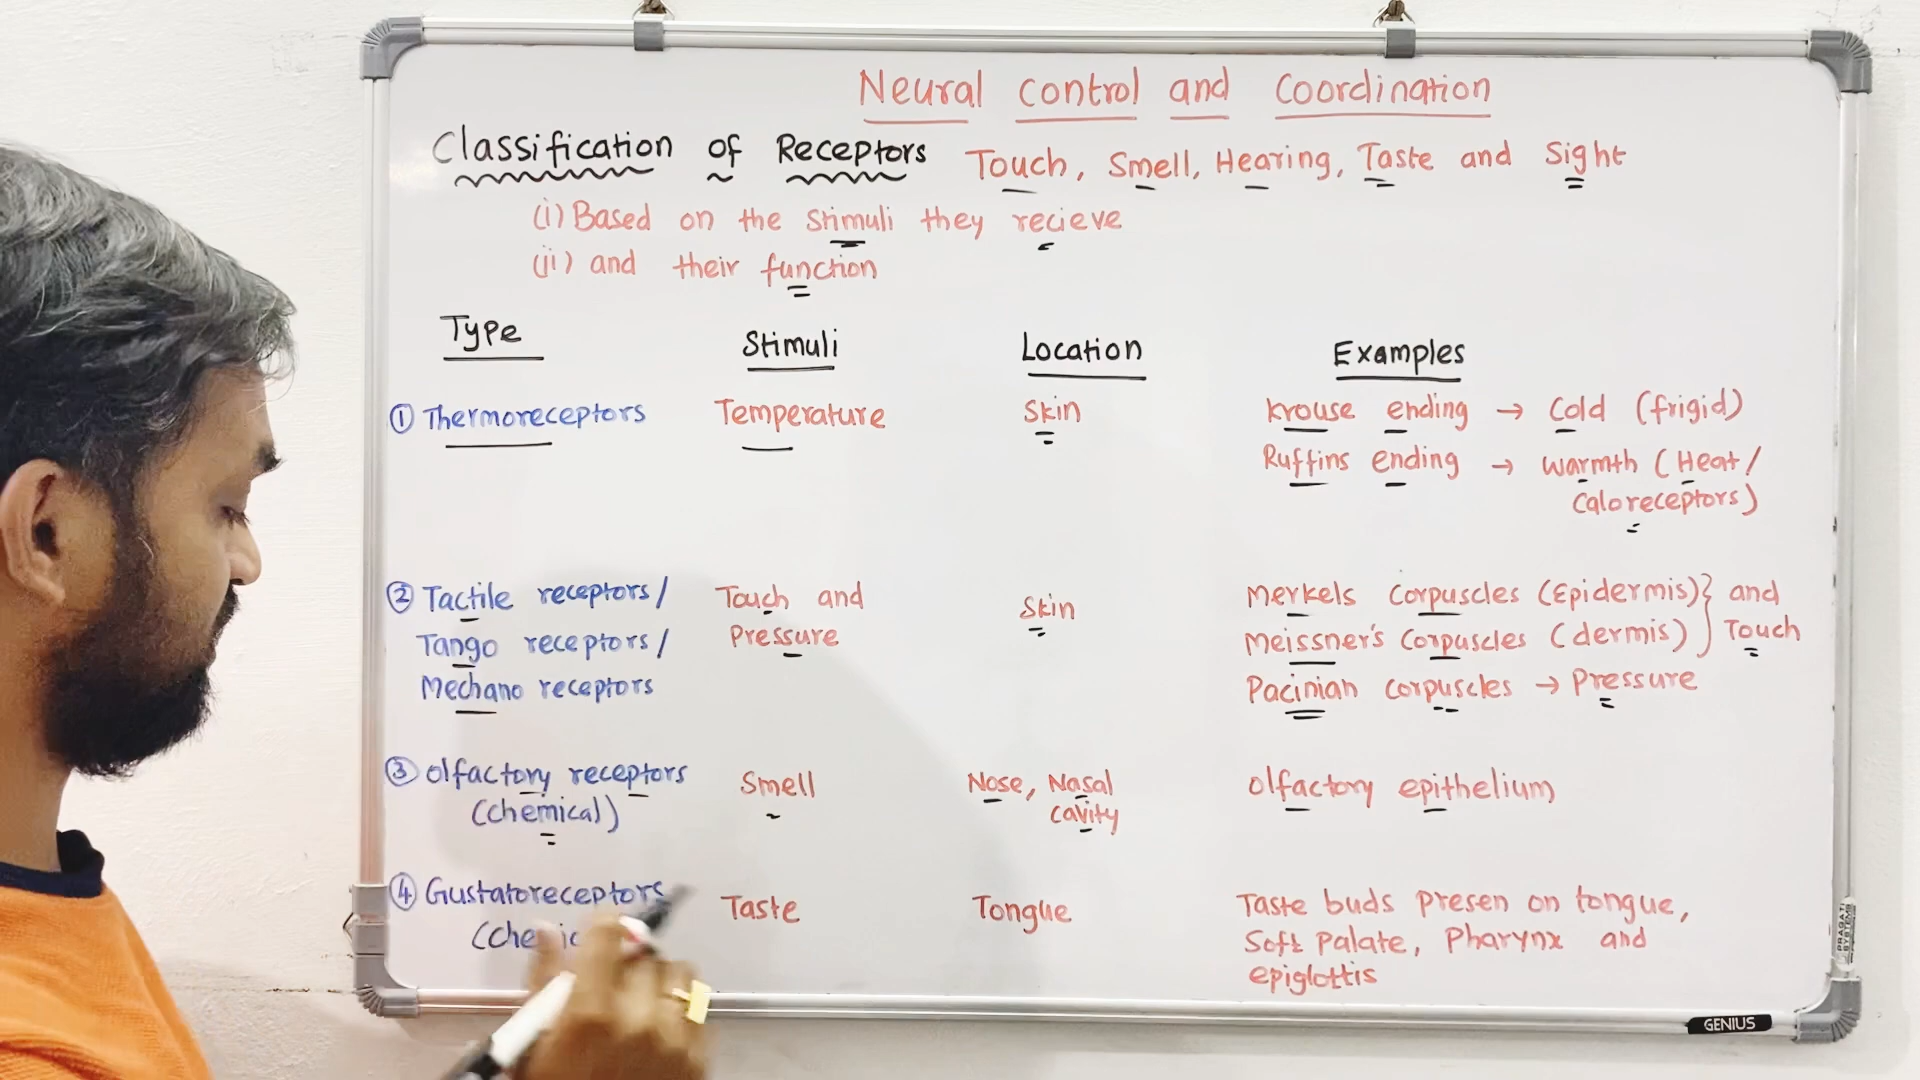 Neural control and Coordination
Classification of Receptors Touch, Smell, Hearing, Taste and Sight
(i) Based on the stimuli they recieve
(ii) and their function
Type Stimuli Location Examples
① Thermoreceptors Temperature Skin Krouse ending → Cold (frigid)
Ruffins ending → warmth (Heat/
Caloreceptors)
② Tactile receptors/ Touch and Skin Merkels Corpuscles (Epidermis) } and
Tango receptors/ Pressure Meissner's Corpuscles (dermis) } Touch
Mechano receptors Pacinian corpuscles → Pressure
③ olfactory receptors Smell Nose, Nasal olfactory epithelium
(chemical) cavity
④ Gustatoreceptors Taste Tongue Taste buds presen on tongue,
Soft Palate, Pharynx and
epiglottis
PRAGATI SYSTEMS
GENIUS